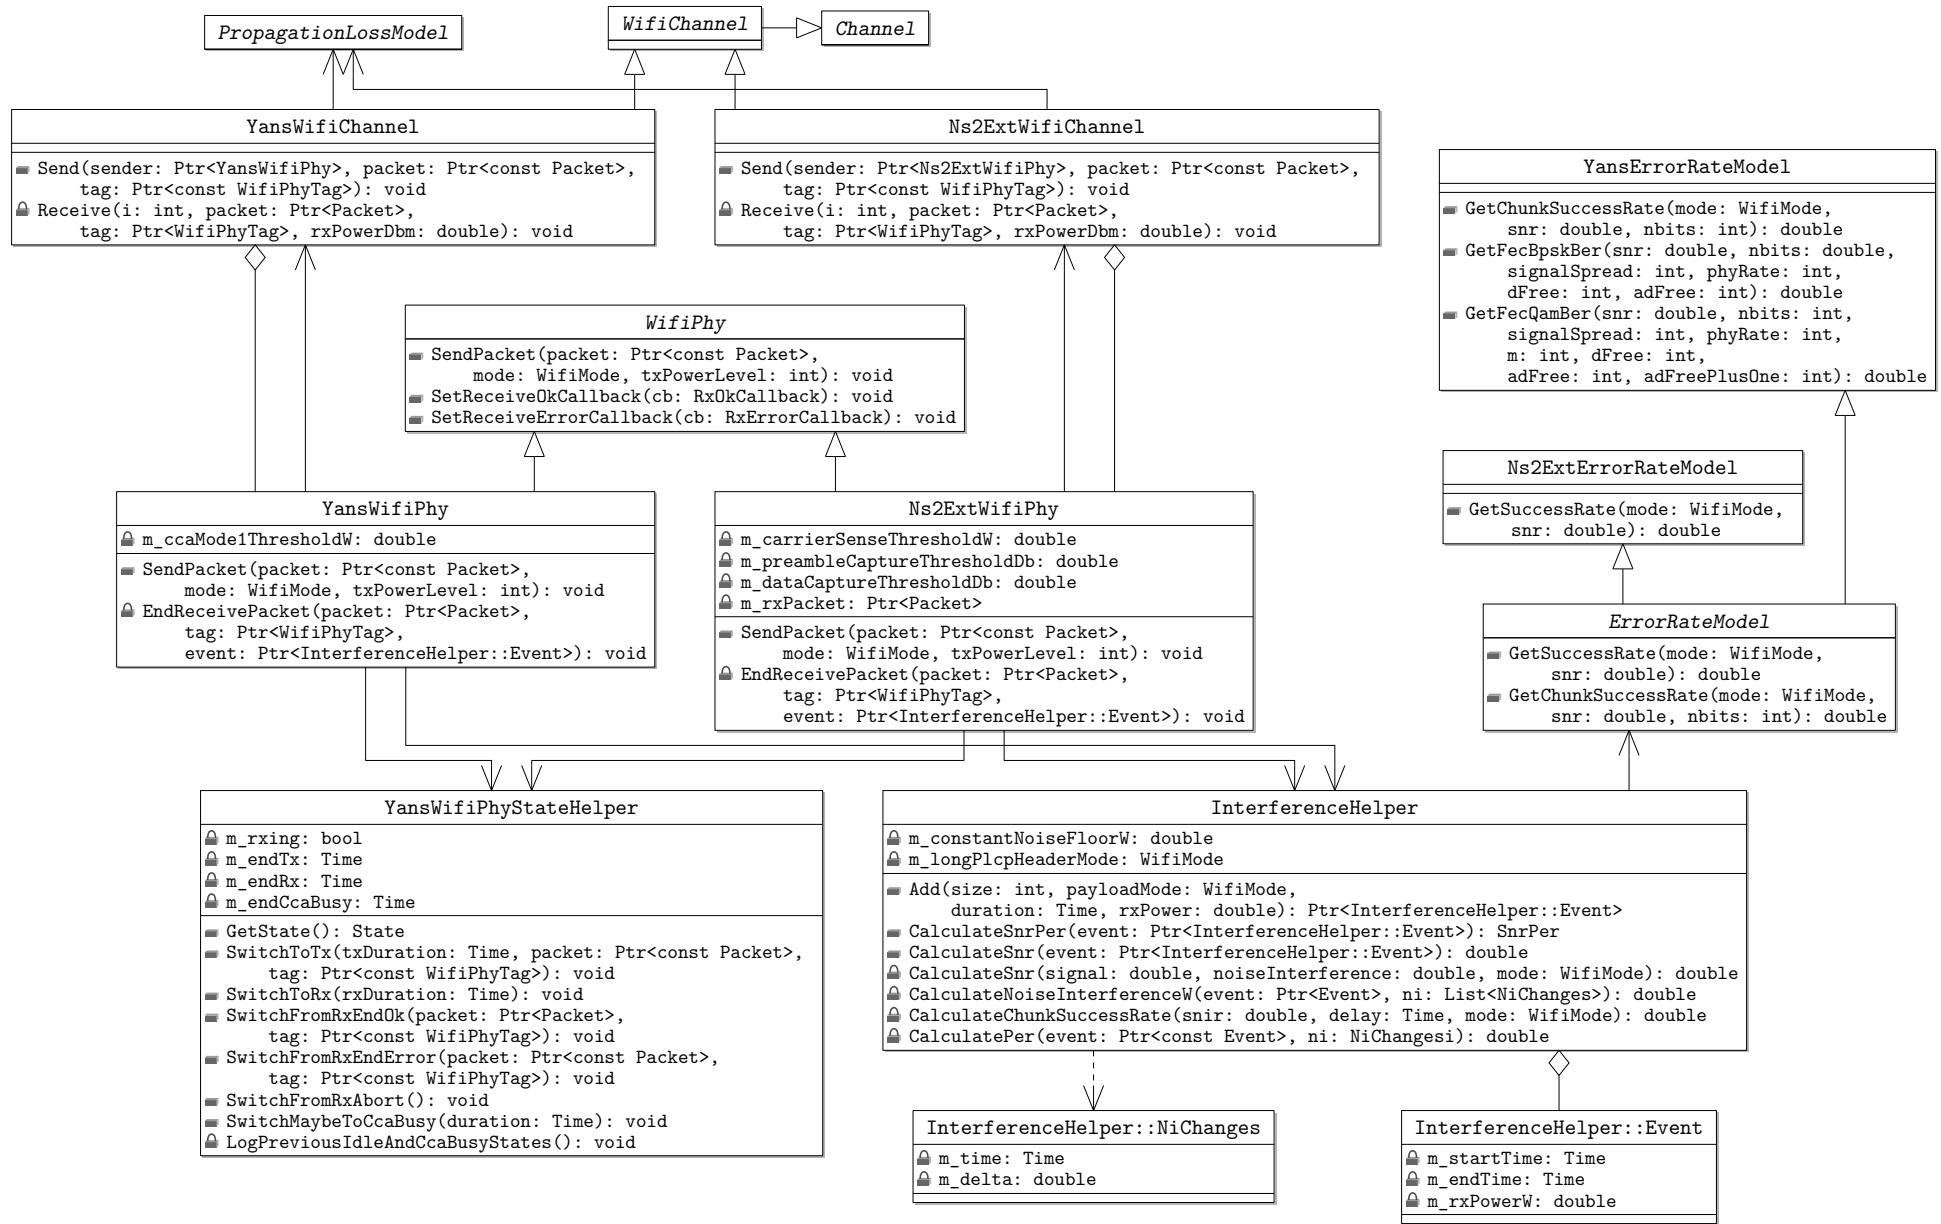 PropagationLossModel
WifiChannel
Channel
YansWifiChannel
Send(sender: Ptr<YansWifiPhy>, packet: Ptr<const Packet>,
tag: Ptr<const WifiPhyTag>): void
Receive(i: int, packet: Ptr<Packet>,
tag: Ptr<WifiPhyTag>, rxPowerDbm: double): void
Ns2ExtWifiChannel
Send(sender: Ptr<Ns2ExtWifiPhy>, packet: Ptr<const Packet>,
tag: Ptr<const WifiPhyTag>): void
Receive(i: int, packet: Ptr<Packet>,
tag: Ptr<WifiPhyTag>, rxPowerDbm: double): void
YansErrorRateModel
GetChunkSuccessRate(mode: WifiMode,
snr: double, nbits: int): double
GetFecBpskBer(snr: double, nbits: double,
signalSpread: int, phyRate: int,
dFree: int, adFree: int): double
GetFecQamBer(snr: double, nbits: int,
signalSpread: int, phyRate: int,
m: int, dFree: int,
adFree: int, adFreePlusOne: int): double
WifiPhy
SendPacket(packet: Ptr<const Packet>,
mode: WifiMode, txPowerLevel: int): void
SetReceiveOkCallback(cb: RxOkCallback): void
SetReceiveErrorCallback(cb: RxErrorCallback): void
Ns2ExtErrorRateModel
GetSuccessRate(mode: WifiMode,
snr: double): double
YansWifiPhy
m_ccaMode1ThresholdW: double
SendPacket(packet: Ptr<const Packet>,
mode: WifiMode, txPowerLevel: int): void
EndReceivePacket(packet: Ptr<Packet>,
tag: Ptr<WifiPhyTag>,
event: Ptr<InterferenceHelper::Event>): void
Ns2ExtWifiPhy
m_carrierSenseThresholdW: double
m_preambleCaptureThresholdDb: double
m_dataCaptureThresholdDb: double
m_rxPacket: Ptr<Packet>
SendPacket(packet: Ptr<const Packet>,
mode: WifiMode, txPowerLevel: int): void
EndReceivePacket(packet: Ptr<Packet>,
tag: Ptr<WifiPhyTag>,
event: Ptr<InterferenceHelper::Event>): void
ErrorRateModel
GetSuccessRate(mode: WifiMode,
snr: double): double
GetChunkSuccessRate(mode: WifiMode,
snr: double, nbits: int): double
YansWifiPhyStateHelper
m_rxing: bool
m_endTx: Time
m_endRx: Time
m_endCcaBusy: Time
GetState(): State
SwitchToTx(txDuration: Time, packet: Ptr<const Packet>,
tag: Ptr<const WifiPhyTag>): void
SwitchToRx(rxDuration: Time): void
SwitchFromRxEndOk(packet: Ptr<Packet>,
tag: Ptr<const WifiPhyTag>): void
SwitchFromRxEndError(packet: Ptr<const Packet>,
tag: Ptr<const WifiPhyTag>): void
SwitchFromRxAbort(): void
SwitchMaybeToCcaBusy(duration: Time): void
LogPreviousIdleAndCcaBusyStates(): void
InterferenceHelper
m_constantNoiseFloorW: double
m_longPlcpHeaderMode: WifiMode
Add(size: int, payloadMode: WifiMode,
duration: Time, rxPower: double): Ptr<InterferenceHelper::Event>
CalculateSnrPer(event: Ptr<InterferenceHelper::Event>): SnrPer
CalculateSnr(event: Ptr<InterferenceHelper::Event>): double
CalculateSnr(signal: double, noiseInterference: double, mode: WifiMode): double
CalculateNoiseInterferenceW(event: Ptr<Event>, ni: List<NiChanges>): double
CalculateChunkSuccessRate(snir: double, delay: Time, mode: WifiMode): double
CalculatePer(event: Ptr<const Event>, ni: NiChangesi): double
InterferenceHelper::NiChanges
m_time: Time
m_delta: double
InterferenceHelper::Event
m_startTime: Time
m_endTime: Time
m_rxPowerW: double